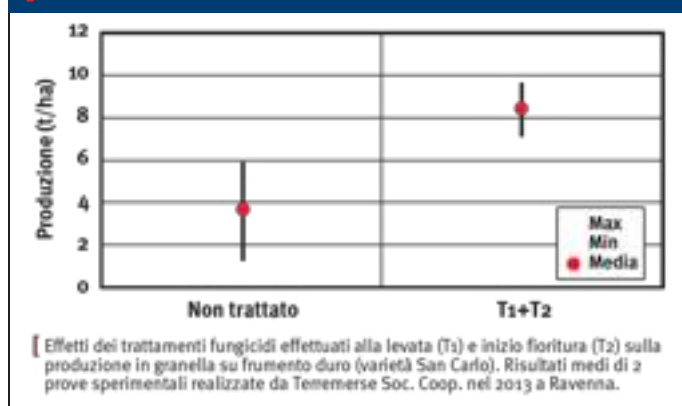 12
10
8
6
4
2
0
Produzione (t/ha)
Max
Min
Media
Non trattato
T1+T2
[ Effetti dei trattamenti fungicidi effettuati alla levata (T1) e inizio fioritura (T2) sulla
produzione in granella su frumento duro (varietà San Carlo). Risultati medi di 2
prove sperimentali realizzate da Terremerse Soc. Coop. nel 2013 a Ravenna.